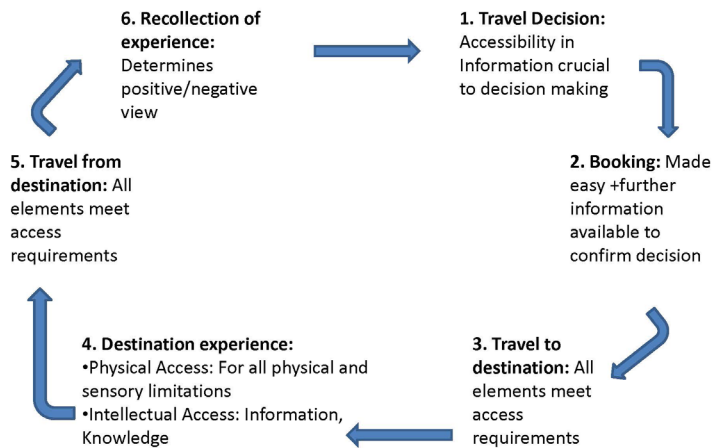 1. Travel Decision:
Accessibility in
Information crucial
to decision making
2. Booking: Made
easy +further
information
available to
confirm decision
3. Travel to
destination: All
elements meet
access
requirements
4. Destination experience:
•Physical Access: For all physical and
sensory limitations
•Intellectual Access: Information,
Knowledge
5. Travel from
destination: All
elements meet
access
requirements
6. Recollection of
experience:
Determines
positive/negative
view